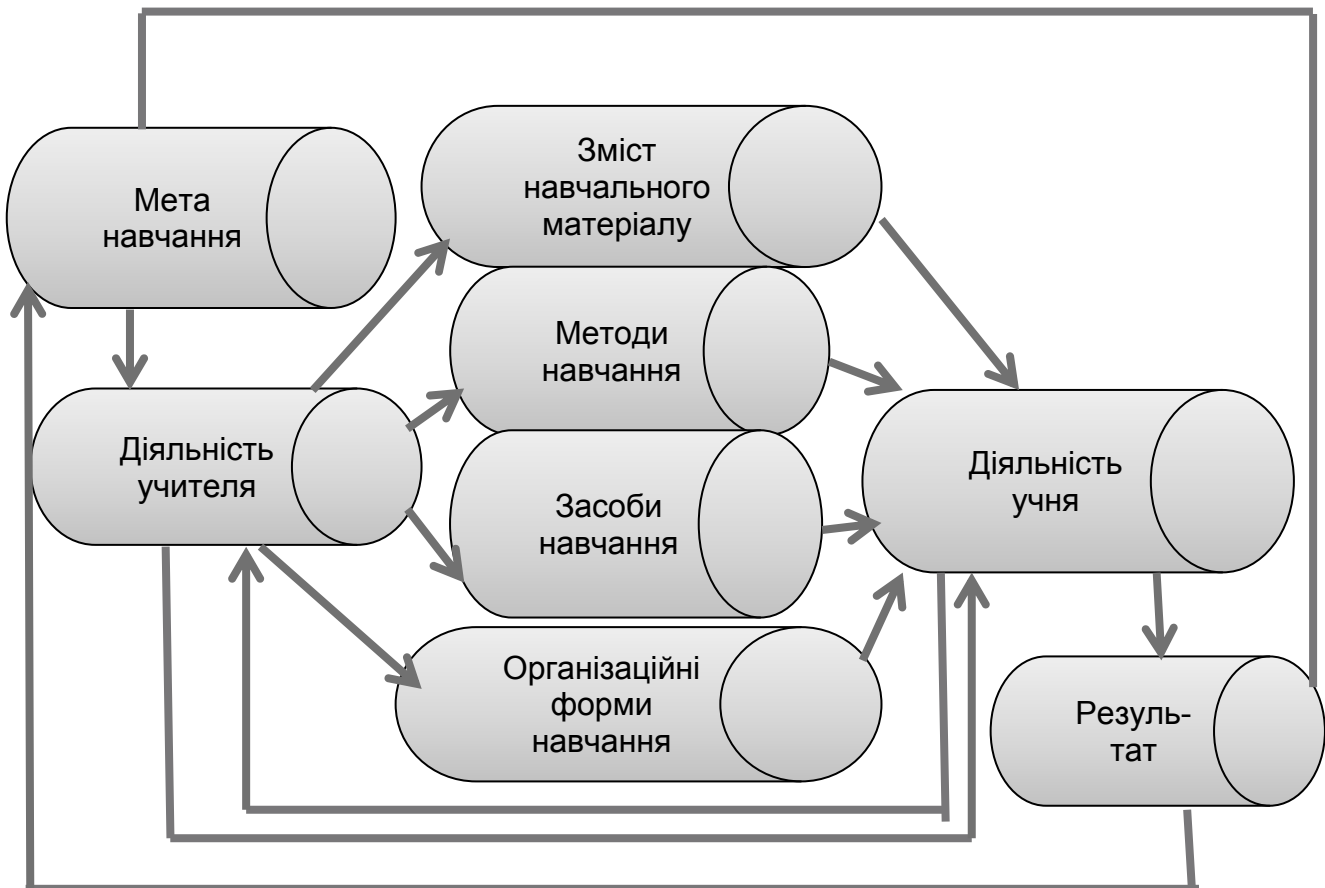 Мета
навчання
Зміст
навчального
матеріалу
Методи
навчання
Діяльність
учителя
Засоби
навчання
Діяльність
учня
Організаційні
форми
навчання
Резуль-
тат